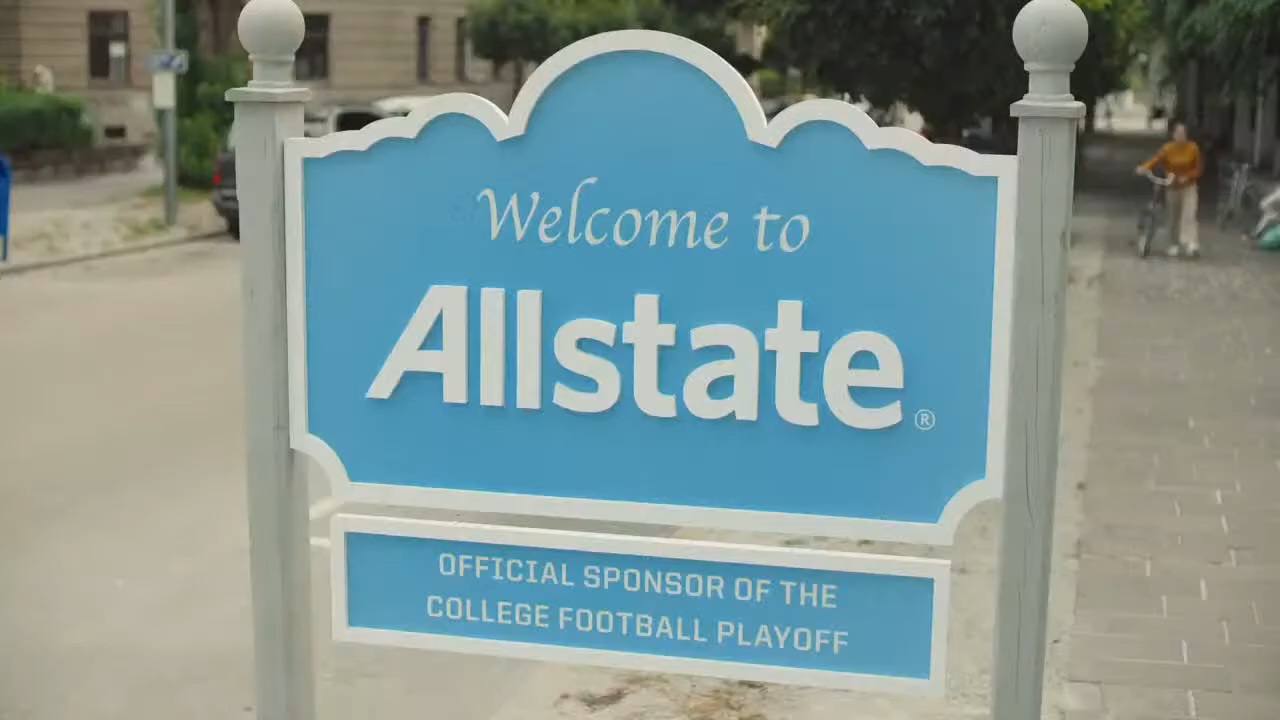 Welcome to
Allstate®
OFFICIAL SPONSOR OF THE
COLLEGE FOOTBALL PLAYOFF